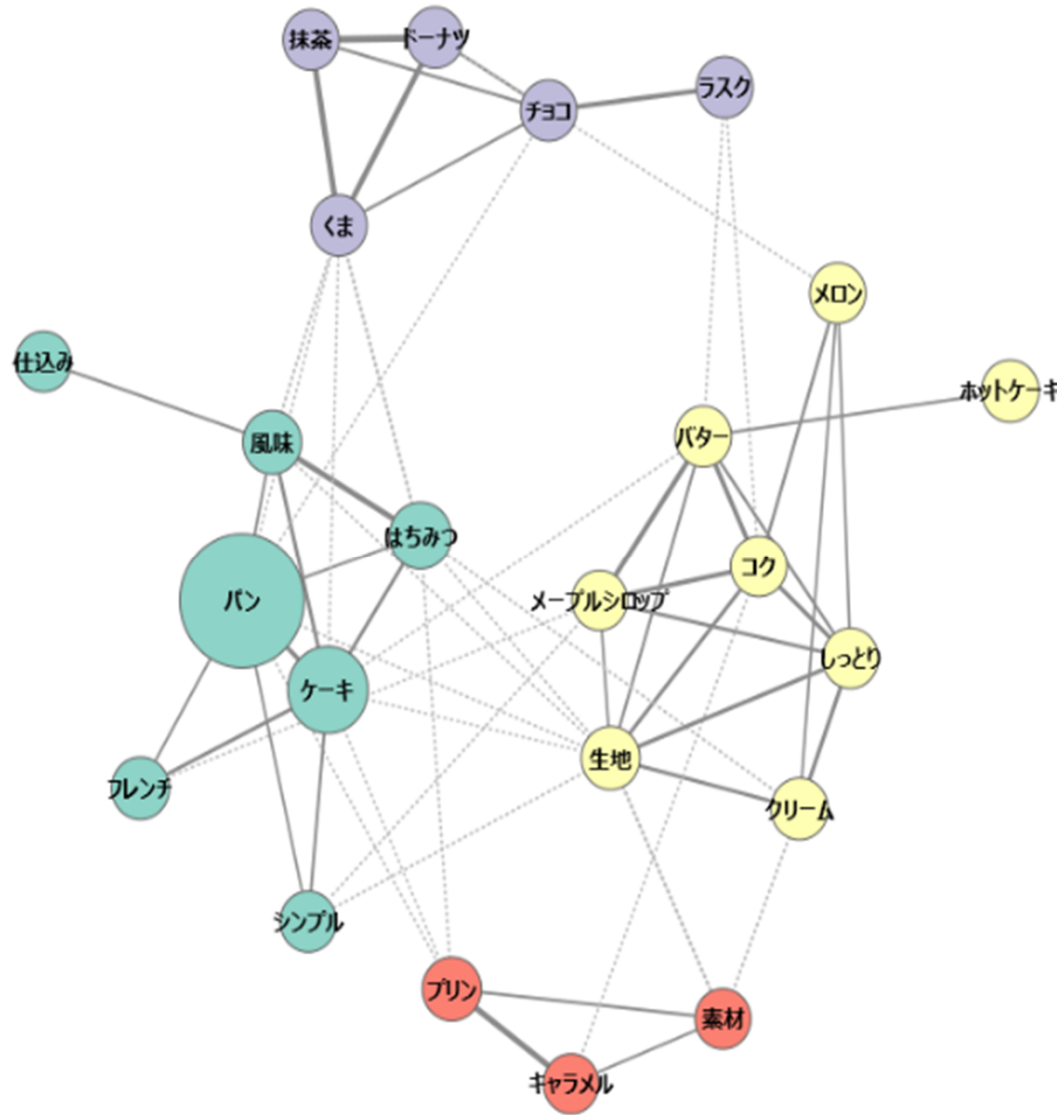 抹茶
ドーナツ
チョコ
ラスク
くま
メロン
仕込み
ホットケーキ
風味
バター
はちみつ
コク
パン
メープルシロップ
しっとり
ケーキ
生地
フレンチ
クリーム
シンプル
プリン
素材
キャラメル